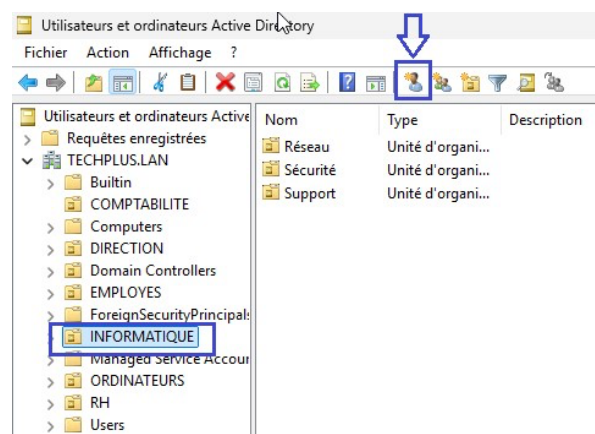 Utilisateurs et ordinateurs Active Directory
Fichier Action Affichage ?
Utilisateurs et ordinateurs Active
Requêtes enregistrées
TECHPLUS.LAN
Builtin
COMPTABILITE
Computers
DIRECTION
Domain Controllers
EMPLOYES
ForeignSecurityPrincipals
INFORMATIQUE
Managed Service Accour
ORDINATEURS
RH
Users
Nom Type Description
Réseau Unité d'organi...
Sécurité Unité d'organi...
Support Unité d'organi...